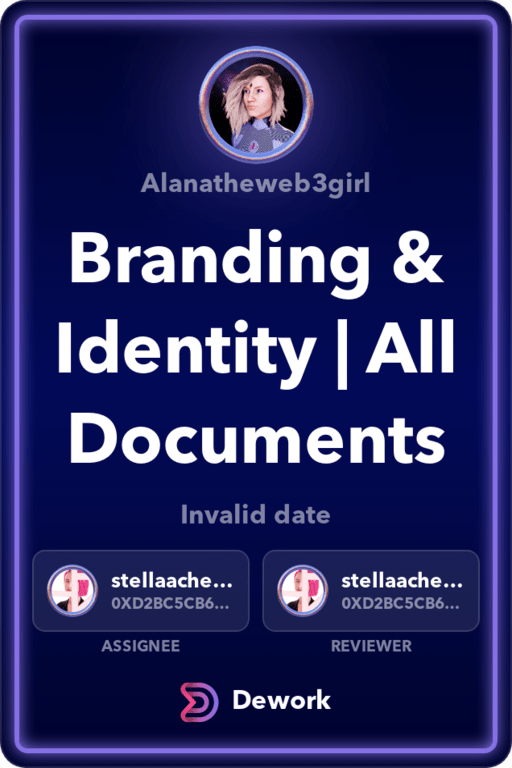 Alanatheweb3girl
Branding &
Identity | All
Documents
Invalid date
stellaache...
0XD2BC5CB6...
ASSIGNEE
stellaache...
0XD2BC5CB6...
REVIEWER
Dework